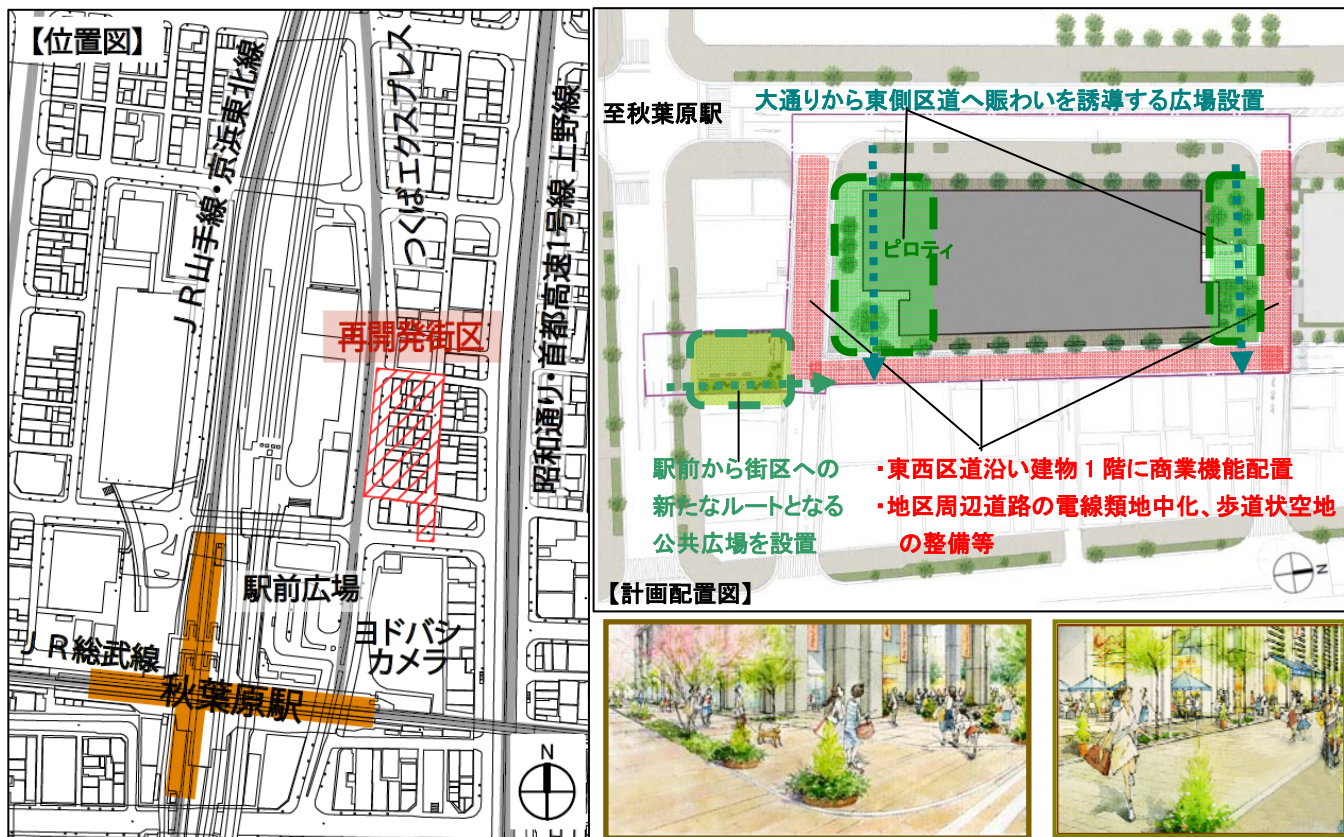 【位置図】
JR山手線・京浜東北線
つくばエクスプレス
昭和通り・首都高速1号線 上野線
再開発街区
駅前広場
ヨドバシ
カメラ
JR総武線
秋葉原駅
N
至秋葉原駅
大通りから東側区道へ賑わいを誘導する広場設置
ピロティ
駅前から街区への
新たなルートとなる
公共広場を設置
・東西区道沿い建物1階に商業機能配置
・地区周辺道路の電線類地中化、歩道状空地
の整備等
N
【計画配置図】